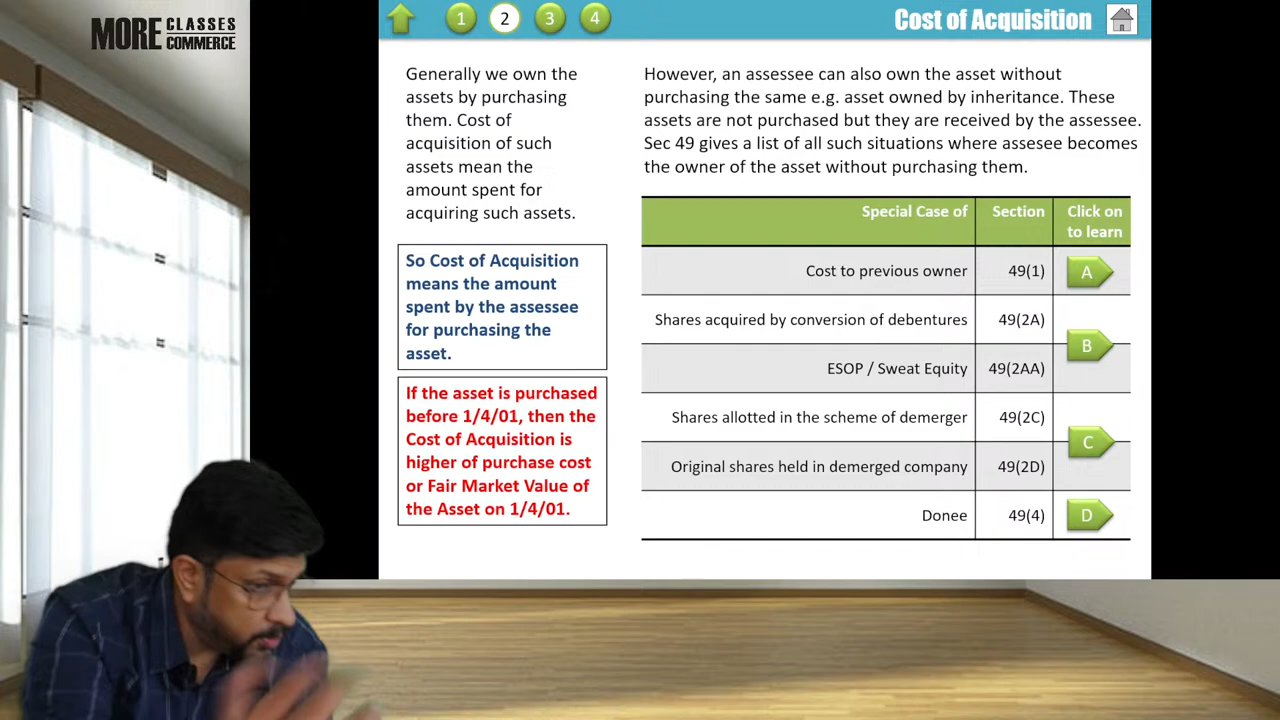 MORE CLASSES
COMMERCE
1 2 3 4
Cost of Acquisition
Generally we own the
assets by purchasing
them. Cost of
acquisition of such
assets mean the
amount spent for
acquiring such assets.
So Cost of Acquisition
means the amount
spent by the assessee
for purchasing the
asset.
If the asset is purchased
before 1/4/01, then the
Cost of Acquisition is
higher of purchase cost
or Fair Market Value of
the Asset on 1/4/01.
However, an assessee can also own the asset without
purchasing the same e.g. asset owned by inheritance. These
assets are not purchased but they are received by the assessee.
Sec 49 gives a list of all such situations where assesee becomes
the owner of the asset without purchasing them.
Special Case of Section Click on
to learn
Cost to previous owner 49(1) A
Shares acquired by conversion of debentures 49(2A)
B
ESOP / Sweat Equity 49(2AA)
Shares allotted in the scheme of demerger 49(2C)
C
Original shares held in demerged company 49(2D)
Donee 49(4) D